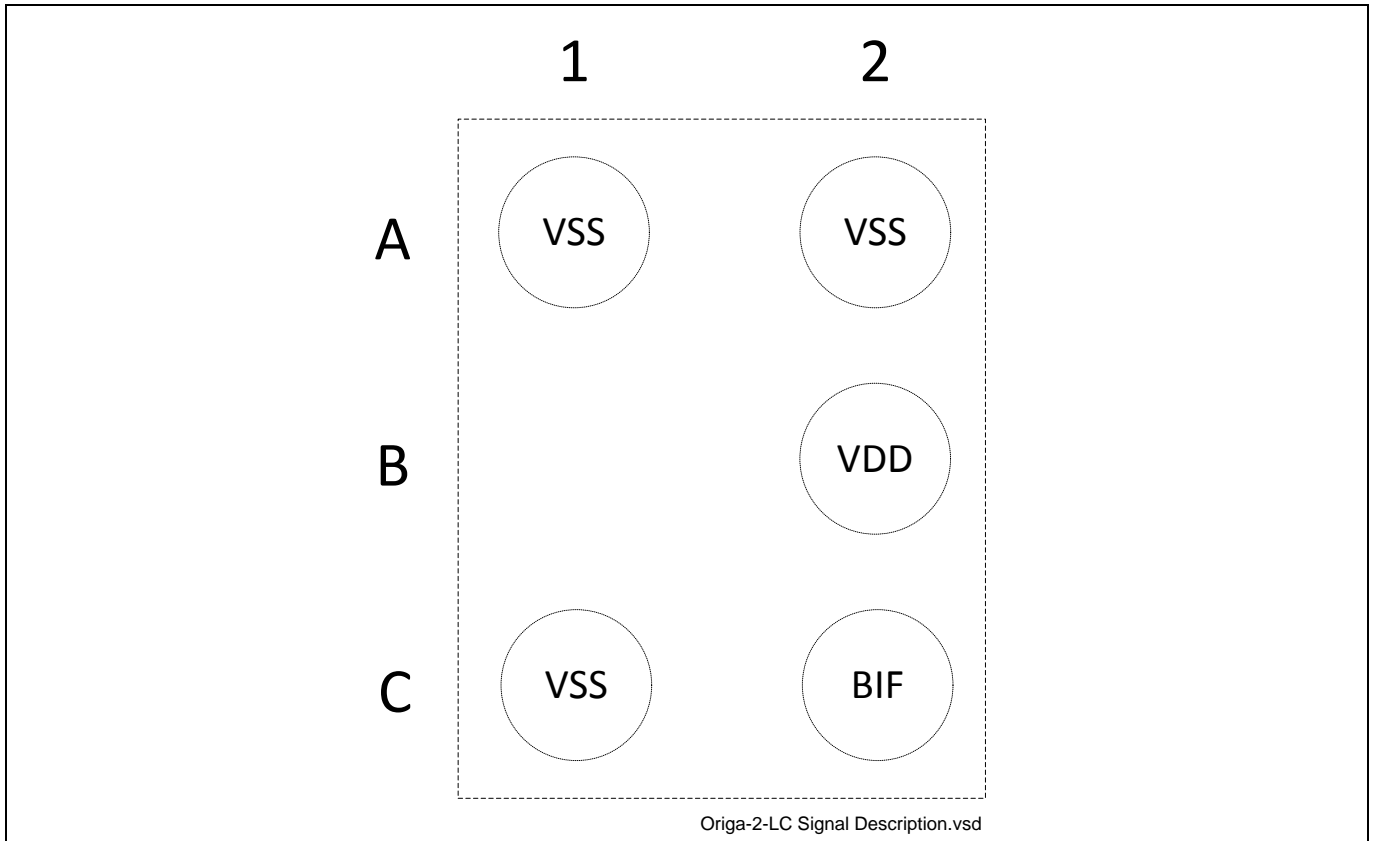 1 2
A VSS VSS
B VDD
C VSS BIF
Origa-2-LC Signal Description.vsd